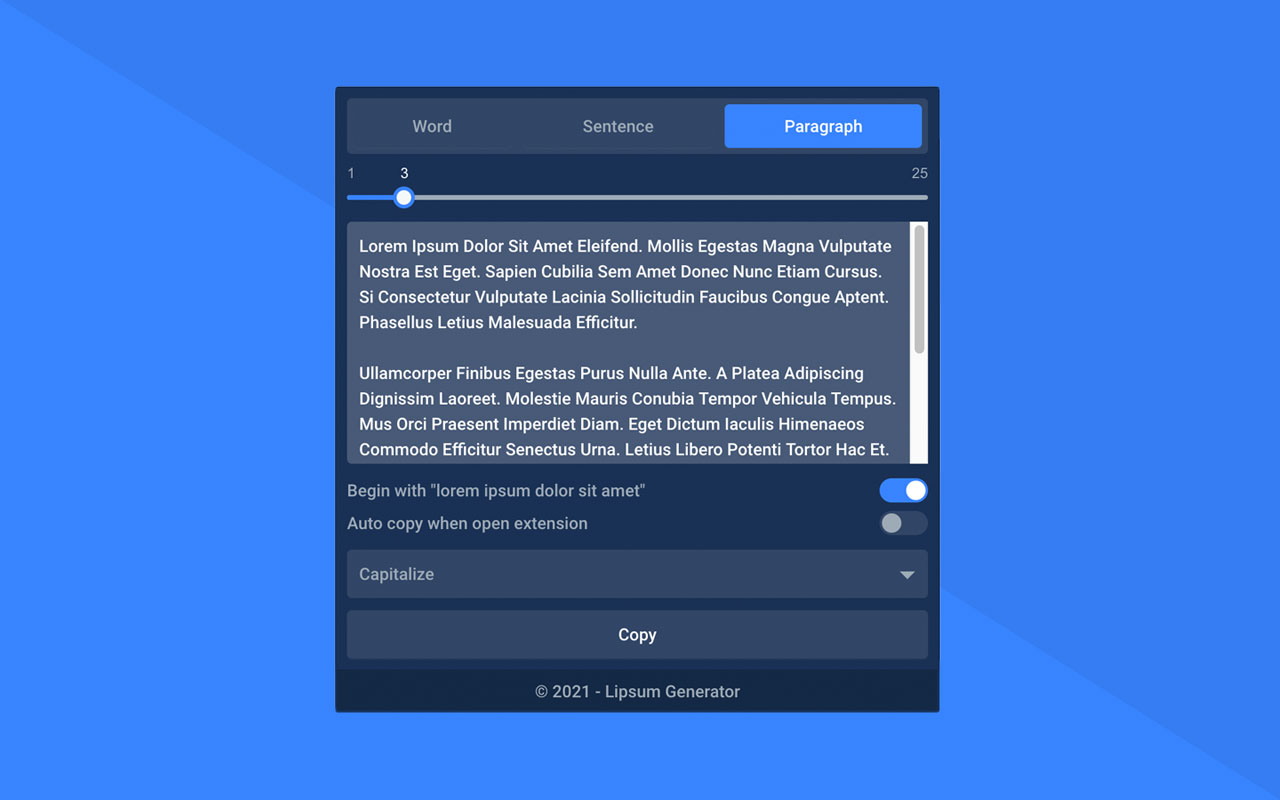 Word Sentence Paragraph
1 3 25
Lorem Ipsum Dolor Sit Amet Eleifend. Mollis Egestas Magna Vulputate
Nostra Est Eget. Sapien Cubilia Sem Amet Donec Nunc Etiam Cursus.
Si Consectetur Vulputate Lacinia Sollicitudin Faucibus Congue Aptent.
Phasellus Letius Malesuada Efficitur.
Ullamcorper Finibus Egestas Purus Nulla Ante. A Platea Adipiscing
Dignissim Laoreet. Molestie Mauris Conubia Tempor Vehicula Tempus.
Mus Orci Praesent Imperdiet Diam. Eget Dictum Iaculis Himenaeos
Commodo Efficitur Senectus Urna. Letius Libero Potenti Tortor Hac Et.
Begin with "lorem ipsum dolor sit amet"
Auto copy when open extension
Capitalize
Copy
© 2021 - Lipsum Generator